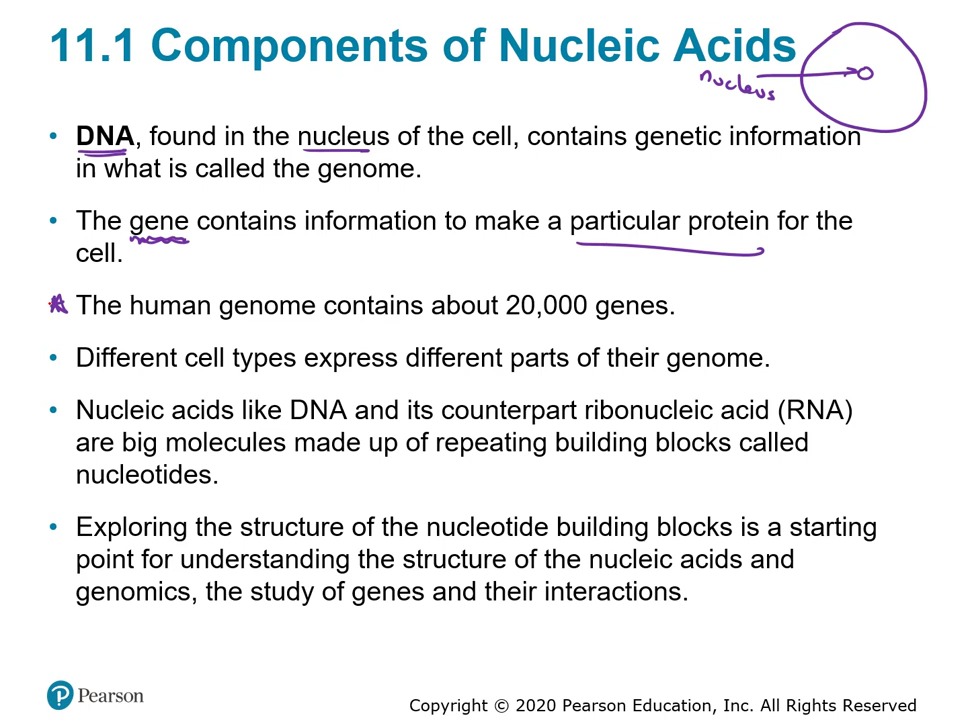 11.1 Components of Nucleic Acids
nucleus
• DNA, found in the nucleus of the cell, contains genetic information
in what is called the genome.
• The gene contains information to make a particular protein for the
cell.
The human genome contains about 20,000 genes.
• Different cell types express different parts of their genome.
• Nucleic acids like DNA and its counterpart ribonucleic acid (RNA)
are big molecules made up of repeating building blocks called
nucleotides.
• Exploring the structure of the nucleotide building blocks is a starting
point for understanding the structure of the nucleic acids and
genomics, the study of genes and their interactions.
P Pearson
Copyright © 2020 Pearson Education, Inc. All Rights Reserved